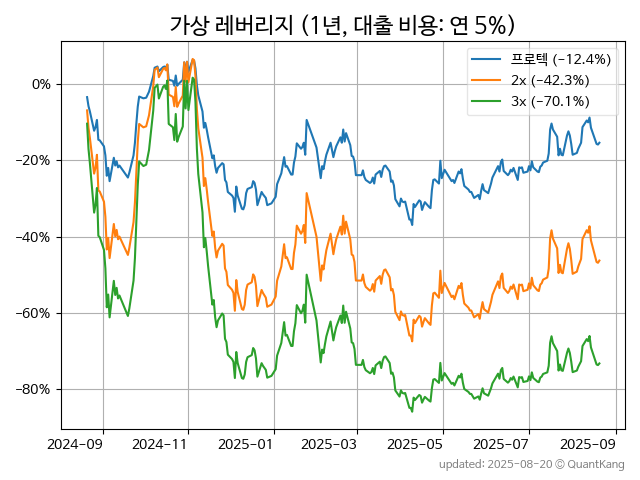 가상 레버리지 (1년, 대출 비용: 연 5%)
프로텍 (−12.4%)
2x (−42.3%)
3x (−70.1%)
0%
−20%
−40%
−60%
−80%
2024-09 2024-11 2025-01 2025-03 2025-05 2025-07 2025-09
updated: 2025-08-20 © QuantKang